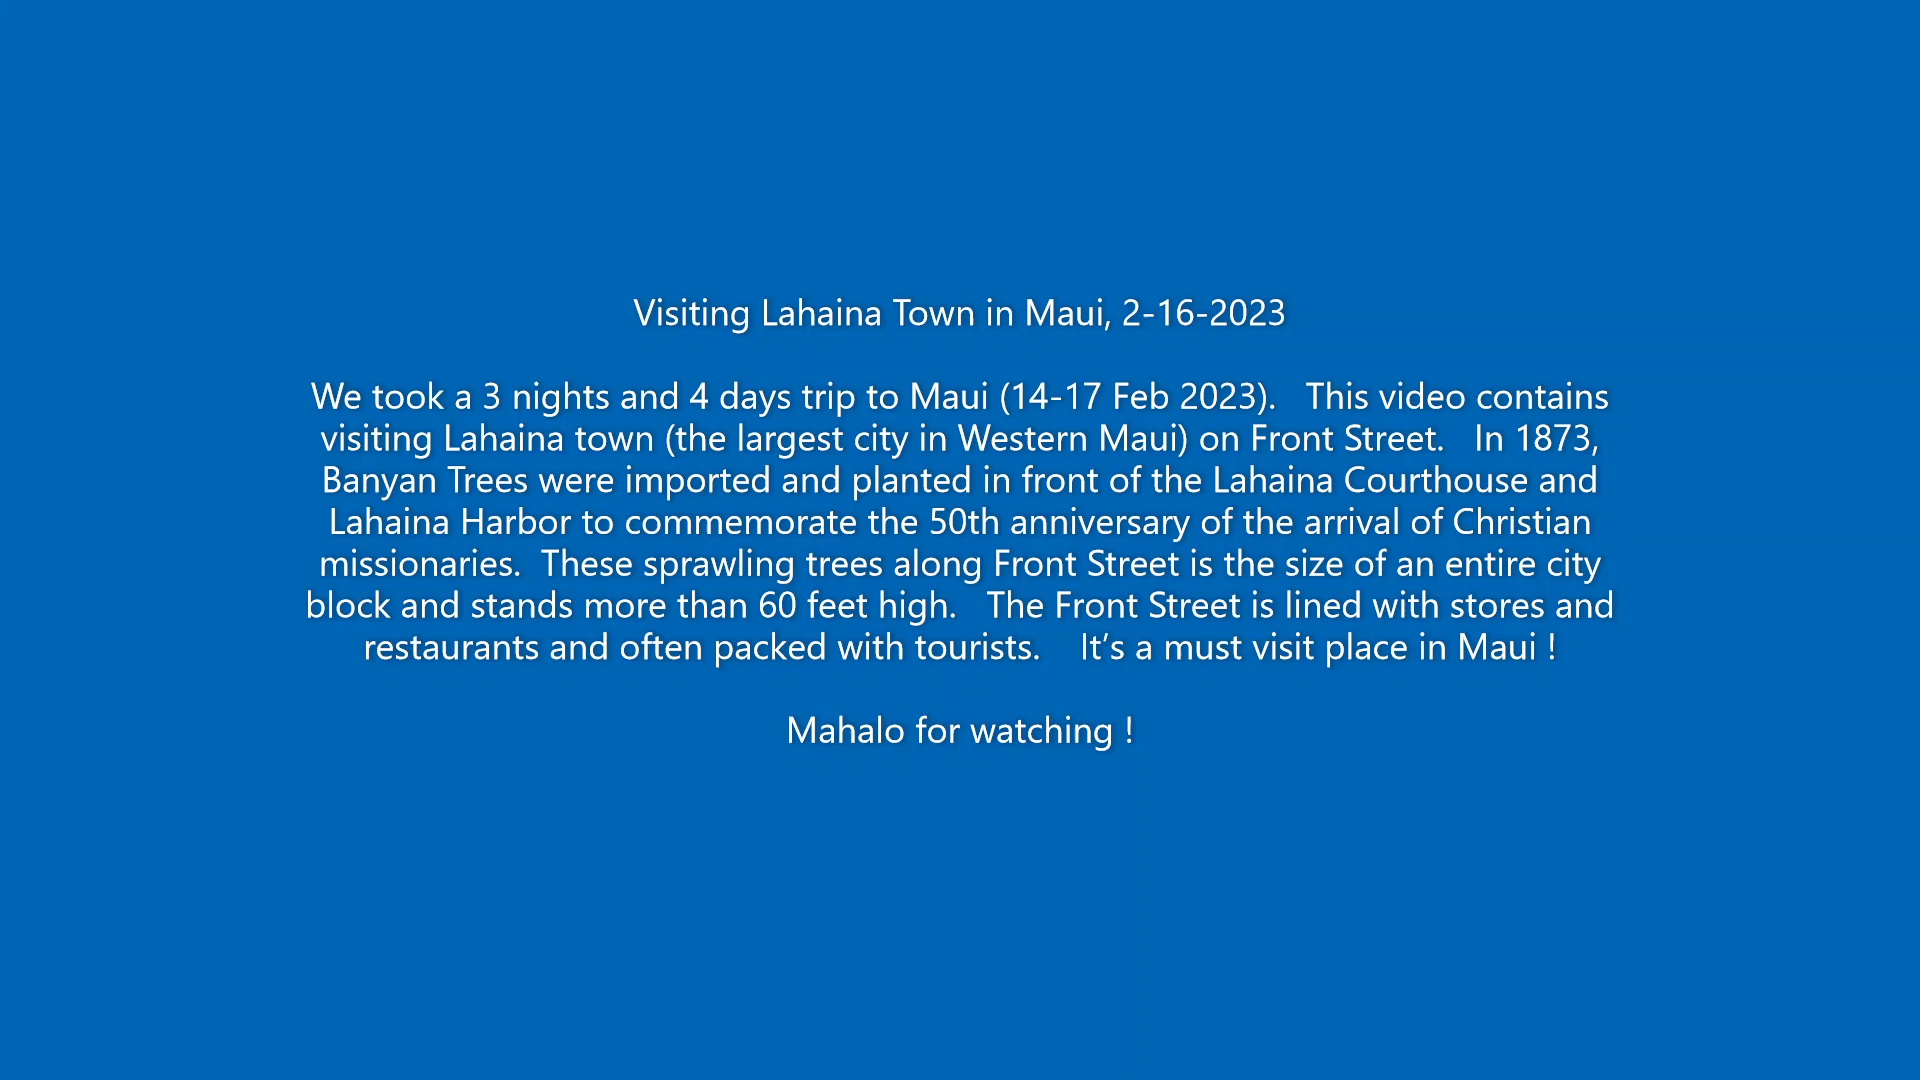 Visiting Lahaina Town in Maui, 2-16-2023
We took a 3 nights and 4 days trip to Maui (14-17 Feb 2023).   This video contains
visiting Lahaina town (the largest city in Western Maui) on Front Street.   In 1873,
Banyan Trees were imported and planted in front of the Lahaina Courthouse and
Lahaina Harbor to commemorate the 50th anniversary of the arrival of Christian
missionaries.  These sprawling trees along Front Street is the size of an entire city
block and stands more than 60 feet high.   The Front Street is lined with stores and
restaurants and often packed with tourists.    It’s a must visit place in Maui !
Mahalo for watching !